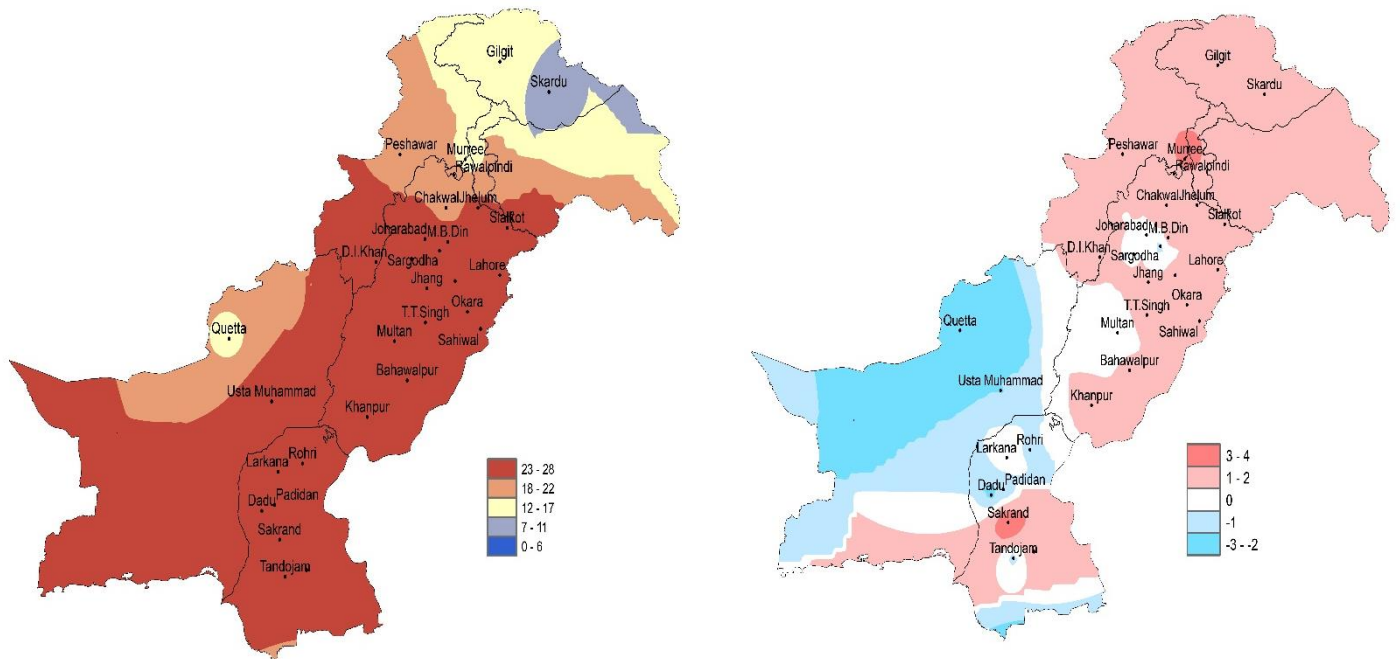 Gilgit
Skardu
Peshawar
Murree
Rawalpindi
Chakwal Jhelum
Sialkot
Joharabad M.B.Din
D.I.Khan
Sargodha
Lahore
Jhang
Okara
T.T.Singh
Quetta
Multan
Sahiwal
Bahawalpur
Usta Muhammad
Khanpur
Rohri
Larkana
Dadu Padidan
Sakrand
Tandojam
23 - 28
18 - 22
12 - 17
7 - 11
0 - 6
Gilgit
Skardu
Peshawar
Murree
Rawalpindi
Chakwal Jhelum
Sialkot
Joharabad M.B.Din
D.I.Khan
Sargodha
Lahore
Jhang
Okara
T.T.Singh
Quetta
Multan
Sahiwal
Bahawalpur
Usta Muhammad
Khanpur
Rohri
Larkana
Dadu Padidan
Sakrand
Tandojam
3 - 4
1 - 2
0
-1
-3 - -2